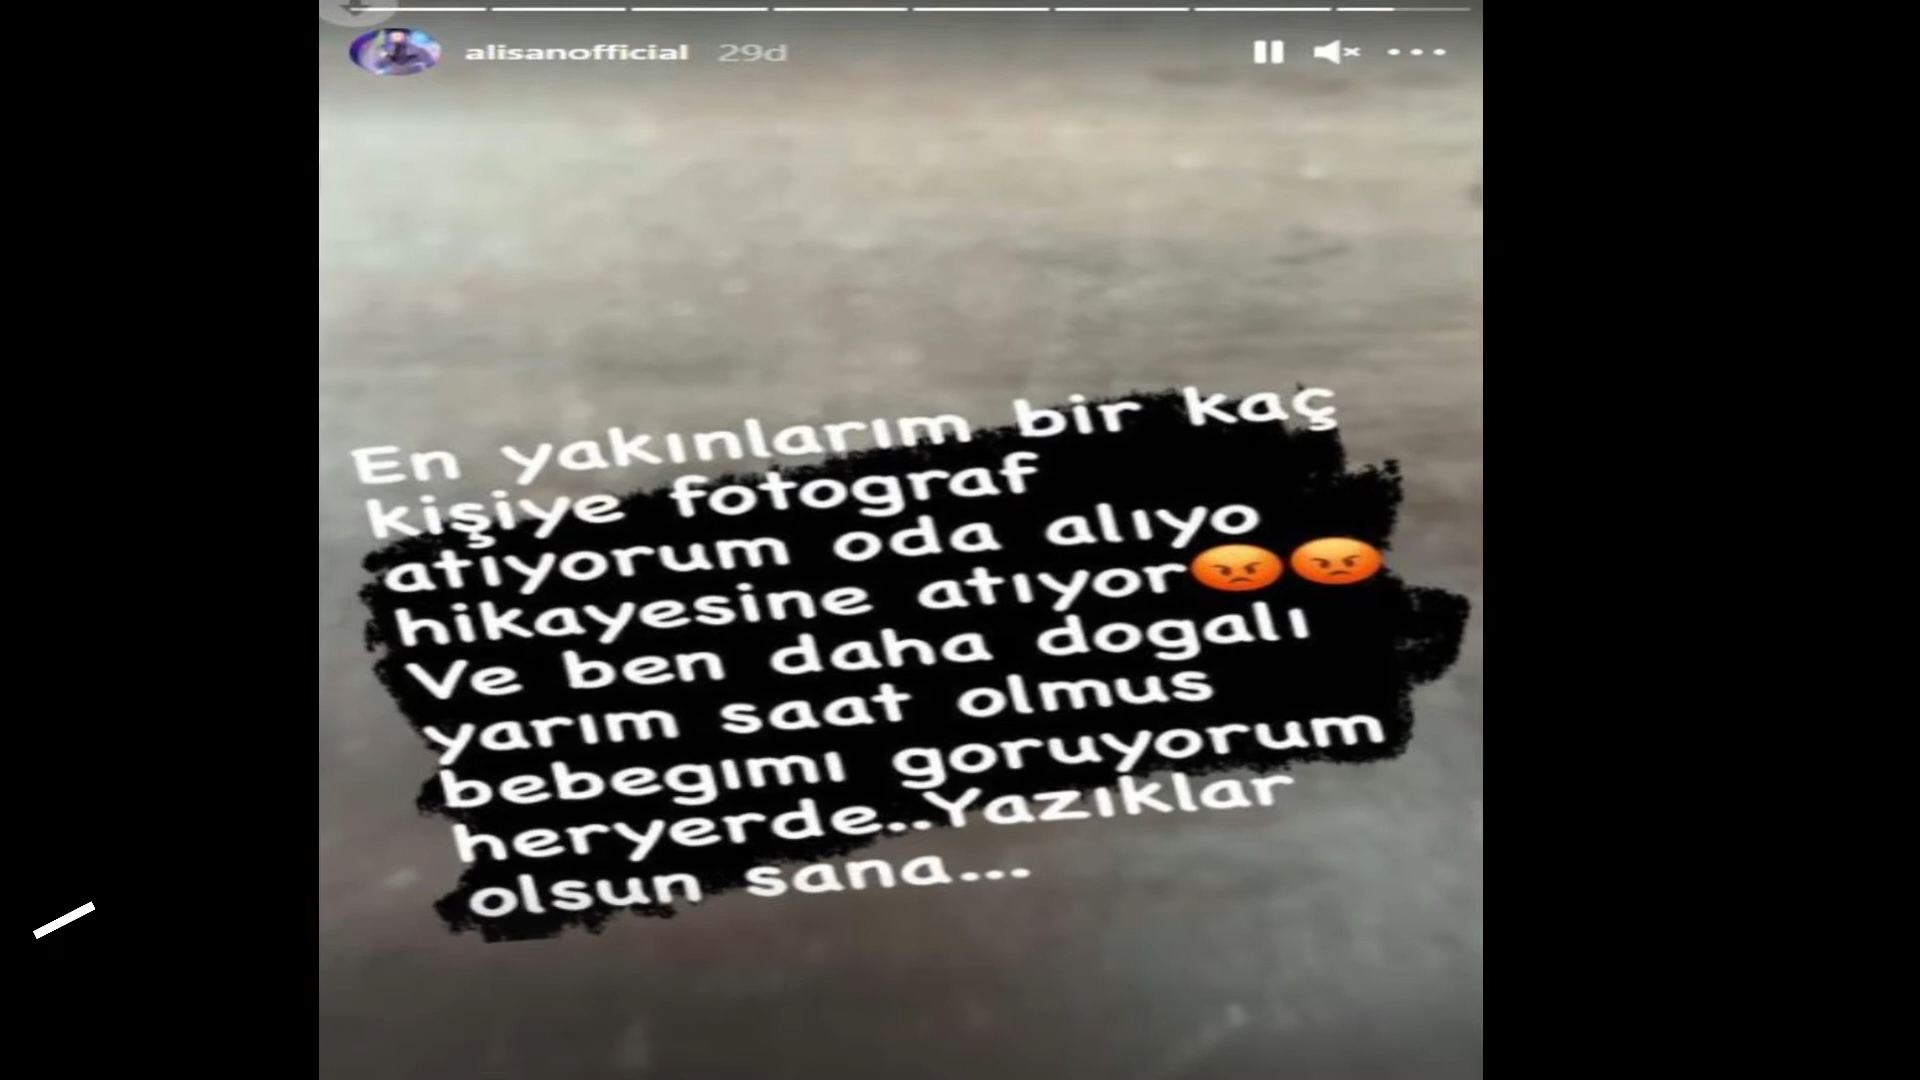 alisanofficial 29d
En yakınlarım bir kaç
kişiye fotograf
atıyorum oda alıyo
hikayesine atıyor😡😡
Ve ben daha dogalı
yarım saat olmus
bebegımı goruyorum
heryerde..Yazıklar
olsun sana...